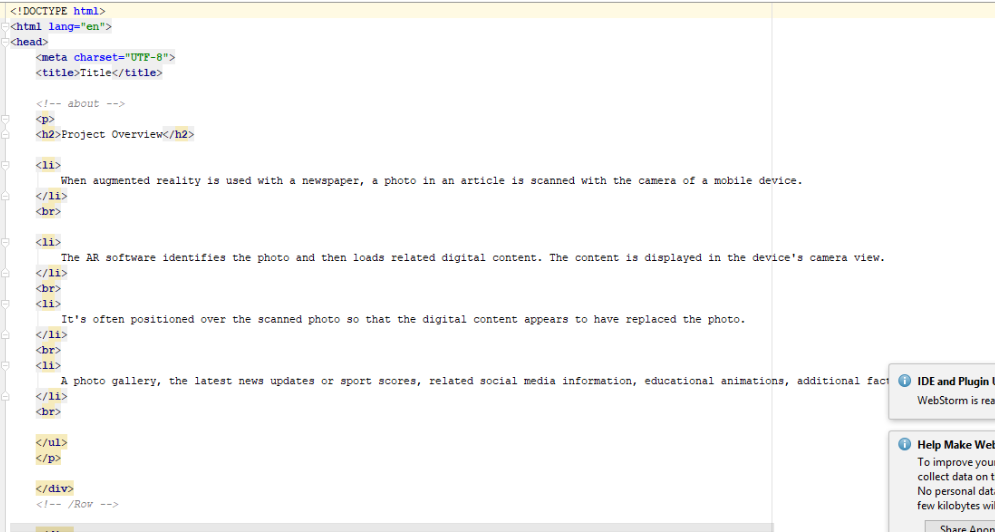 <!DOCTYPE html>
<html lang="en">
<head>
<meta charset="UTF-8">
<title>Title</title>
<!-- about -->
<p>
<h2>Project Overview</h2>
<li>
When augmented reality is used with a newspaper, a photo in an article is scanned with the camera of a mobile device.
</li>
<br>
<li>
The AR software identifies the photo and then loads related digital content. The content is displayed in the device's camera view.
</li>
<br>
<li>
It's often positioned over the scanned photo so that the digital content appears to have replaced the photo.
</li>
<br>
<li>
A photo gallery, the latest news updates or sport scores, related social media information, educational animations, additional fact
</li>
<br>
</ul>
</p>
</div>
<!-- /Row -->
IDE and Plugin
WebStorm is rea
Help Make Web
To improve your
collect data on t
No personal data
few kilobytes wi
Share Anon